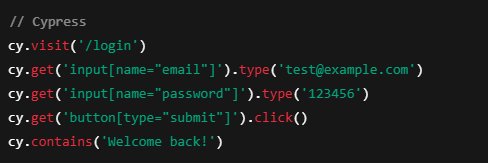 // Cypress
cy.visit('/login')
cy.get('input[name="email"]').type('test@example.com')
cy.get('input[name="password"]').type('123456')
cy.get('button[type="submit"]').click()
cy.contains('Welcome back!')